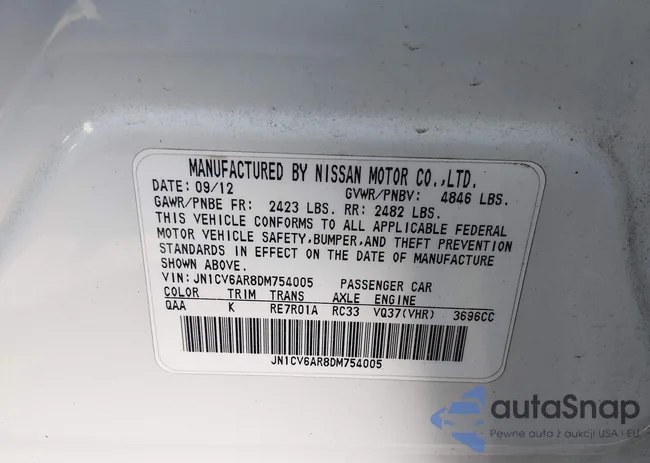 MANUFACTURED BY NISSAN MOTOR CO.,LTD.
DATE: 09/12 GVWR/PNBV: 4846 LBS.
GAWR/PNBE FR: 2423 LBS. RR: 2482 LBS.
THIS VEHICLE CONFORMS TO ALL APPLICABLE FEDERAL
MOTOR VEHICLE SAFETY,BUMPER,AND THEFT PREVENTION
STANDARDS IN EFFECT ON THE DATE OF MANUFACTURE
SHOWN ABOVE.
VIN:JN1CV6AR8DM754005 PASSENGER CAR
COLOR TRIM TRANS AXLE ENGINE
QAA K RE7R01A RC33 VQ37(VHR) 3696CC
JN1CV6AR8DM754005
autaSnap
Pewne auta z aukcji USA i EU